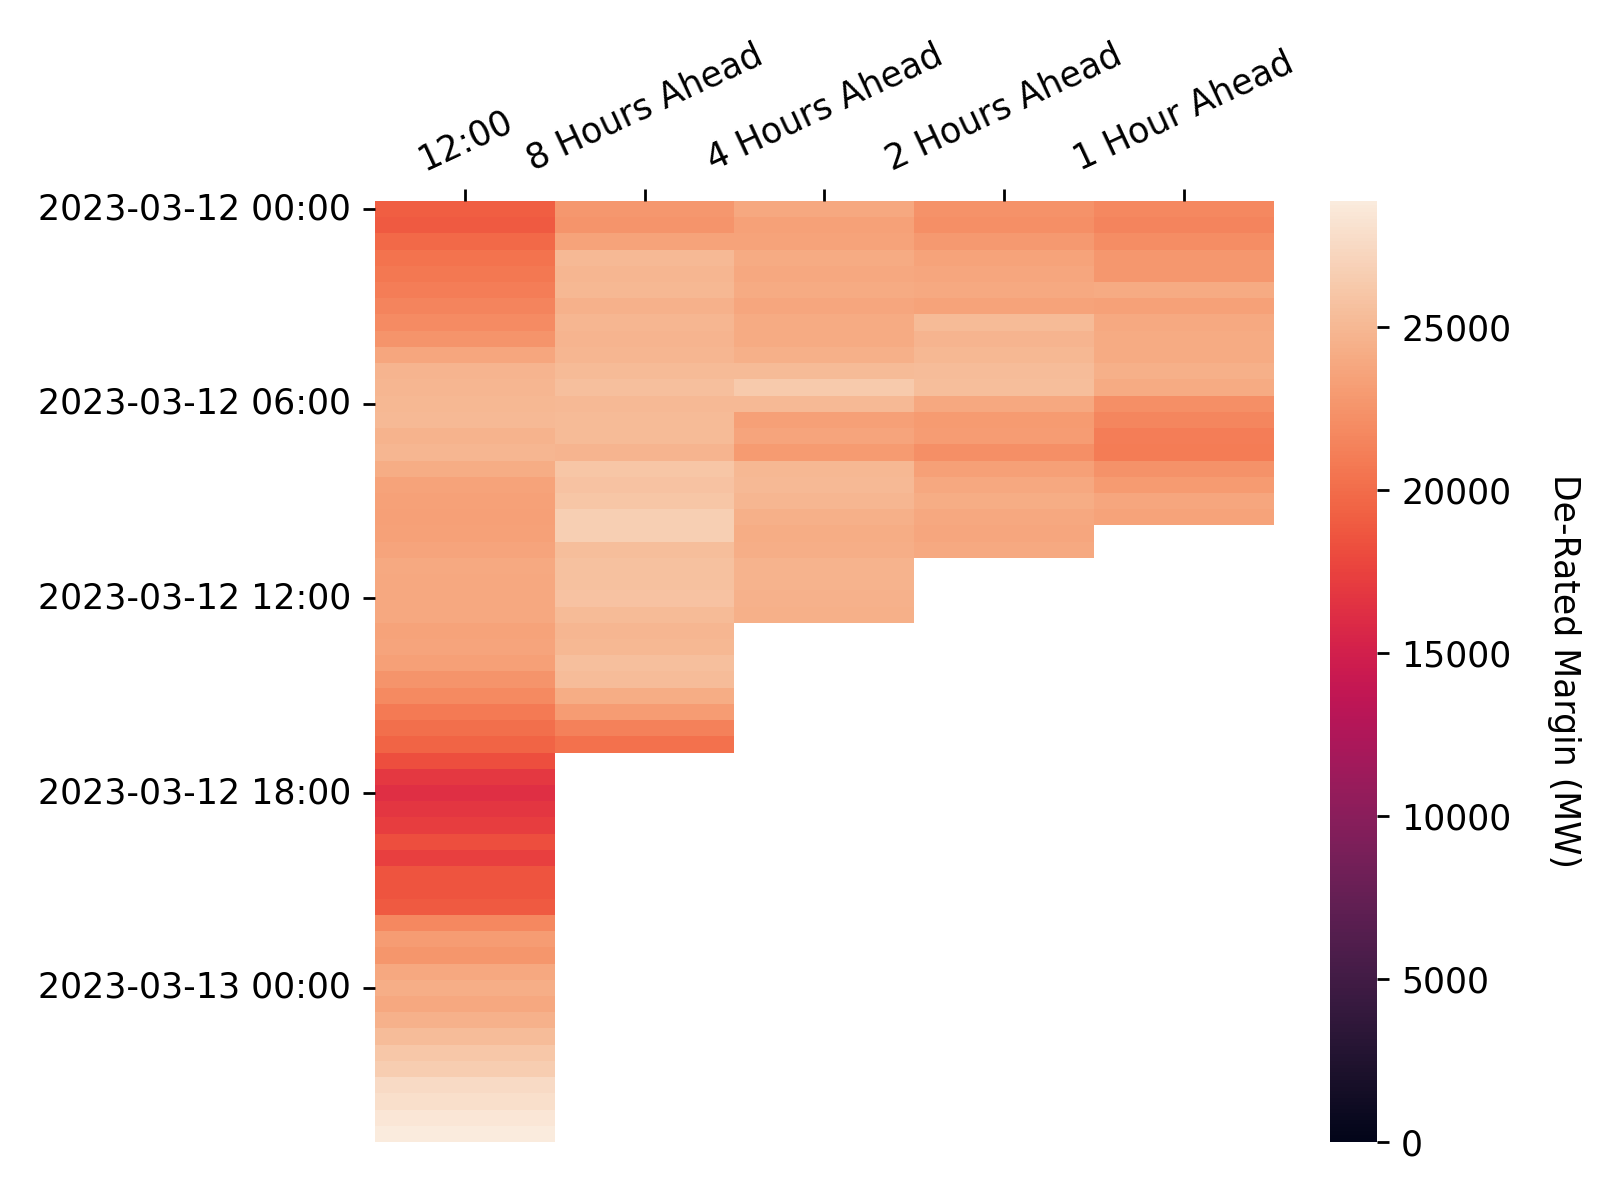 12:00
8 Hours Ahead
4 Hours Ahead
2 Hours Ahead
1 Hour Ahead
2023-03-12 00:00
2023-03-12 06:00
2023-03-12 12:00
2023-03-12 18:00
2023-03-13 00:00
25000
20000
15000
10000
5000
0
De-Rated Margin (MW)